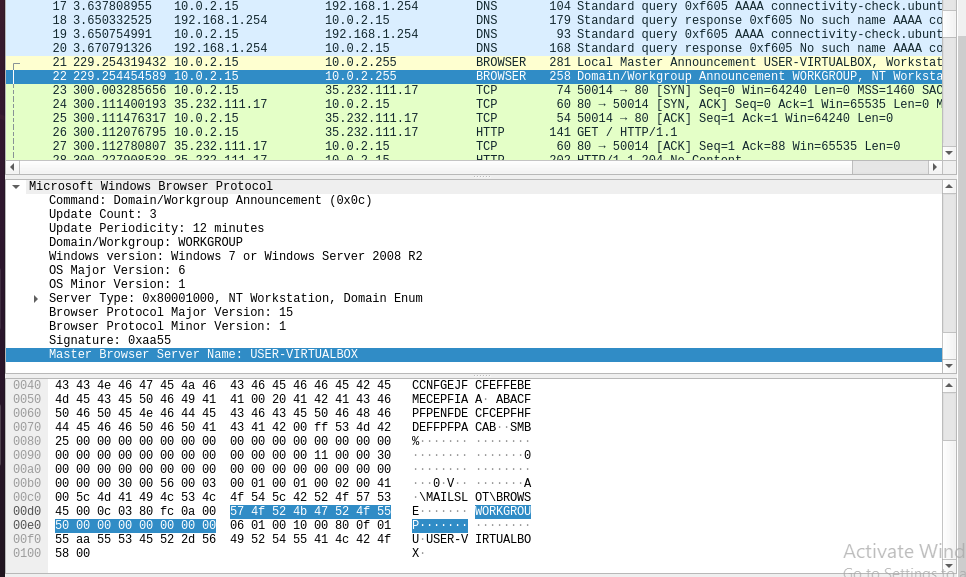 17 3.637808955 10.0.2.15 192.168.1.254 DNS 104 Standard query 0xf605 AAAA connectivity-check.ubunt
18 3.650332525 192.168.1.254 10.0.2.15 DNS 179 Standard query response 0xf605 No such name AAAA co
19 3.650754991 10.0.2.15 192.168.1.254 DNS 93 Standard query 0xf605 AAAA connectivity-check.ubunt
20 3.670791326 192.168.1.254 10.0.2.15 DNS 168 Standard query response 0xf605 No such name AAAA co
21 229.254319432 10.0.2.15 10.0.2.255 BROWSER 281 Local Master Announcement USER-VIRTUALBOX, Workstat
22 229.254454589 10.0.2.15 10.0.2.255 BROWSER 258 Domain/Workgroup Announcement WORKGROUP, NT Worksta
23 300.003285656 10.0.2.15 35.232.111.17 TCP 74 50014 → 80 [SYN] Seq=0 Win=64240 Len=0 MSS=1460 SAC
24 300.111400193 35.232.111.17 10.0.2.15 TCP 60 80 → 50014 [SYN, ACK] Seq=0 Ack=1 Win=65535 Len=0 M
25 300.111476317 10.0.2.15 35.232.111.17 TCP 54 50014 → 80 [ACK] Seq=1 Ack=1 Win=64240 Len=0
26 300.112076795 10.0.2.15 35.232.111.17 HTTP 141 GET / HTTP/1.1
27 300.112780807 35.232.111.17 10.0.2.15 TCP 60 80 → 50014 [ACK] Seq=1 Ack=88 Win=65535 Len=0
28 300.227908538 35.232.111.17 10.0.2.15 HTTP 202 HTTP/1.1 204 No Content
Microsoft Windows Browser Protocol
Command: Domain/Workgroup Announcement (0x0c)
Update Count: 3
Update Periodicity: 12 minutes
Domain/Workgroup: WORKGROUP
Windows version: Windows 7 or Windows Server 2008 R2
OS Major Version: 6
OS Minor Version: 1
Server Type: 0x80001000, NT Workstation, Domain Enum
Browser Protocol Major Version: 15
Browser Protocol Minor Version: 1
Signature: 0xaa55
Master Browser Server Name: USER-VIRTUALBOX
0040 43 43 4e 46 47 45 4a 46 43 46 45 46 46 45 42 45 CCNFGEJF CFEFFEBE
0050 4d 45 43 45 50 46 49 41 41 00 20 41 42 41 43 46 MECEPFIA A· ABACF
0060 50 46 50 45 4e 46 44 45 43 46 43 45 50 46 48 46 PFPENFDE CFCEPFHF
0070 44 45 46 46 50 46 50 41 43 41 42 00 ff 53 4d 42 DEFFPFPA CAB··SMB
0080 25 00 00 00 00 00 00 00 00 00 00 00 00 00 00 00 %······· ········
0090 00 00 00 00 00 00 00 00 00 00 00 00 11 00 00 30 ········ ·······0
00a0 00 00 00 00 00 00 00 00 00 00 00 00 00 00 00 00 ········ ········
00b0 00 00 00 30 00 56 00 03 00 01 00 01 00 02 00 41 ···0·V·· ·······A
00c0 00 5c 4d 41 49 4c 53 4c 4f 54 5c 42 52 4f 57 53 ·\MAILSL OT\BROWS
00d0 45 00 0c 03 80 fc 0a 00 57 4f 52 4b 47 52 4f 55 E······· WORKGROU
00e0 50 00 00 00 00 00 00 00 06 01 00 10 00 80 0f 01 P······· ········
00f0 55 aa 55 53 45 52 2d 56 49 52 54 55 41 4c 42 4f U·USER-V IRTUALBO
0100 58 00 X·
Activate Wind
Go to Settings to a